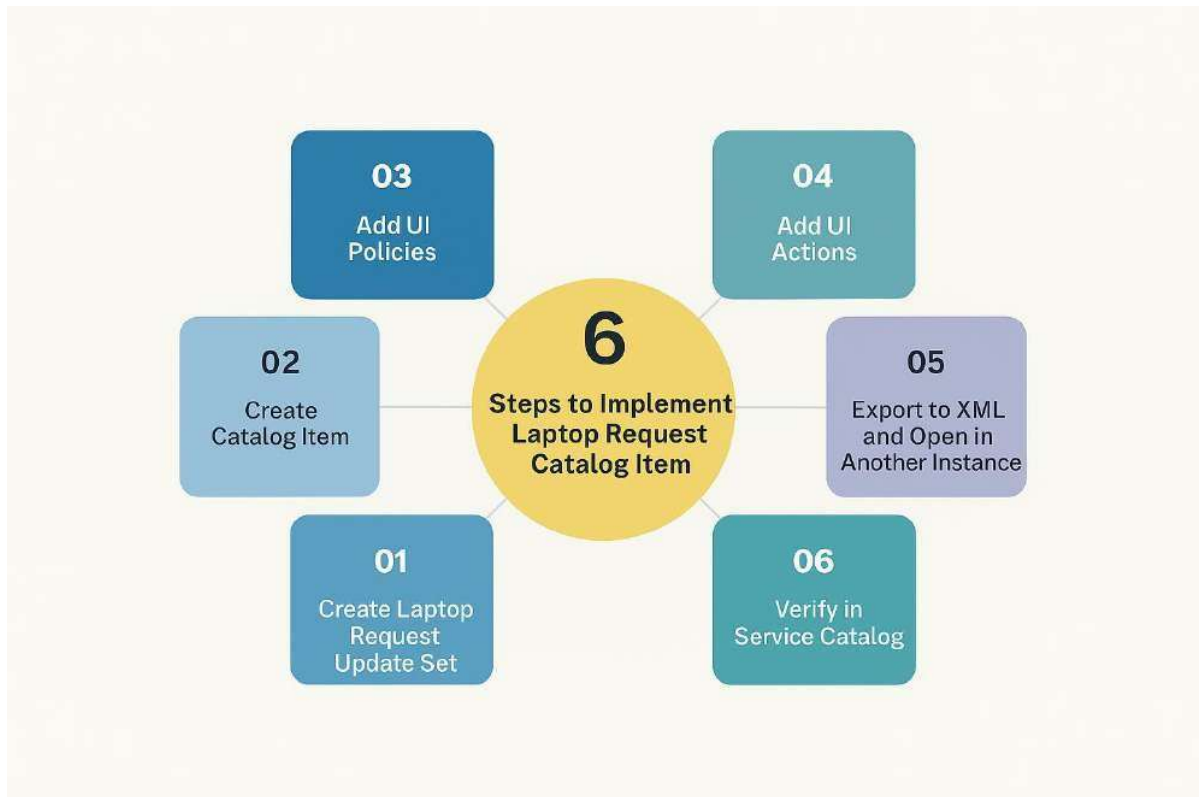 6
Steps to Implement
Laptop Request
Catalog Item
01
Create Laptop
Request
Update Set
02
Create
Catalog Item
03
Add UI
Policies
04
Add UI
Actions
05
Export to XML
and Open in
Another Instance
06
Verify in
Service Catalog